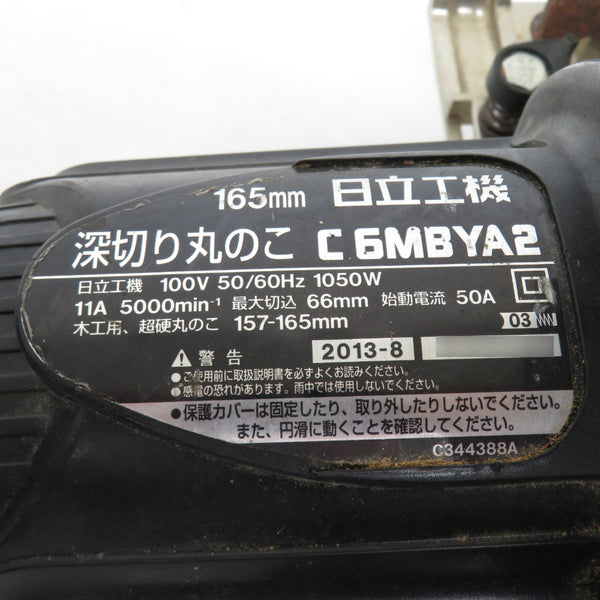 165mm 日立工機
深切り丸のこ C6MBYA2
日立工機 100V 50/60Hz 1050W
11A 5000min-1 最大切込 66mm 始動電流 50A
木工用、超硬丸のこ 157-165mm
03
警告 2013-8
●ご使用前に取扱説明書を必ずよくお読みください。
●感電の恐れがあります。雨中では使用しないでください。
●保護カバーは固定したり、取り外したりしないでください。
また、円滑に動くことを確認してください。
C344388A